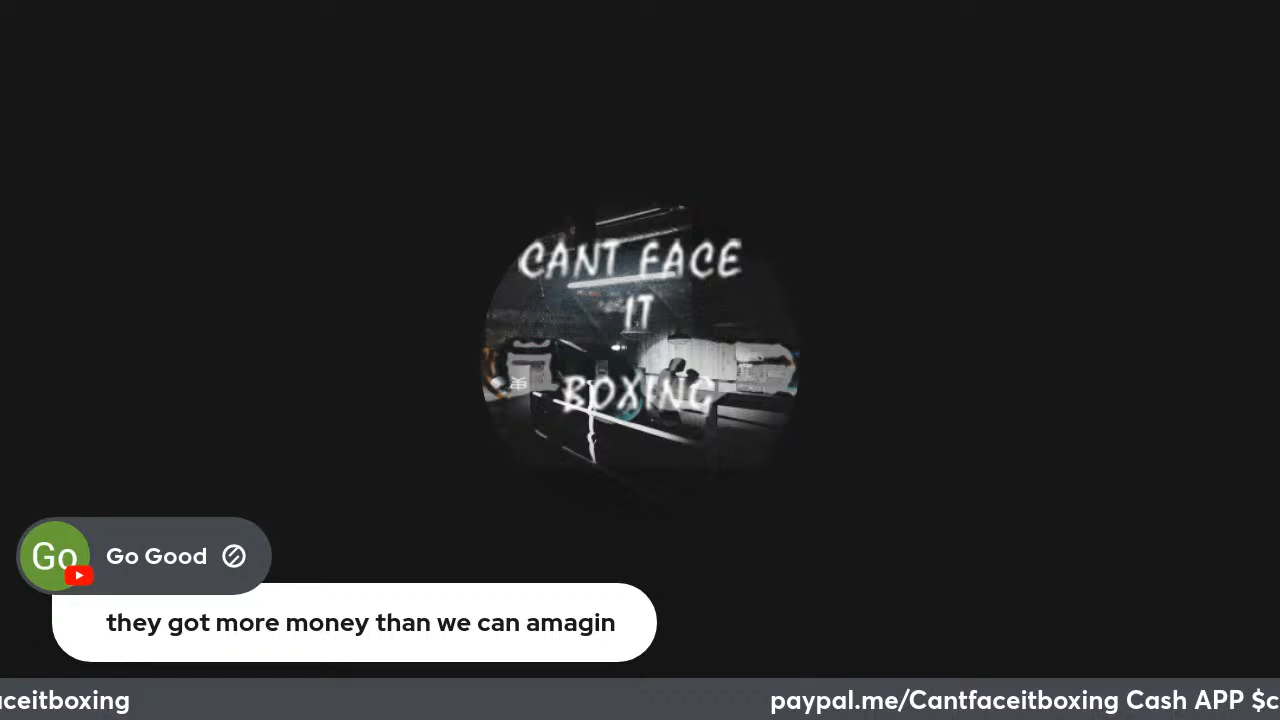 CANT FACE
IT
BOXING
Go Good
they got more money than we can amagin
aceitboxing
paypal.me/Cantfaceitboxing Cash APP $c